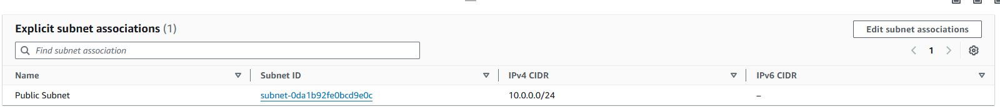 Explicit subnet associations (1)
Edit subnet associations
Find subnet association
1
Name Subnet ID IPv4 CIDR IPv6 CIDR
Public Subnet subnet-0da1b92fe0bcd9e0c 10.0.0.0/24 –